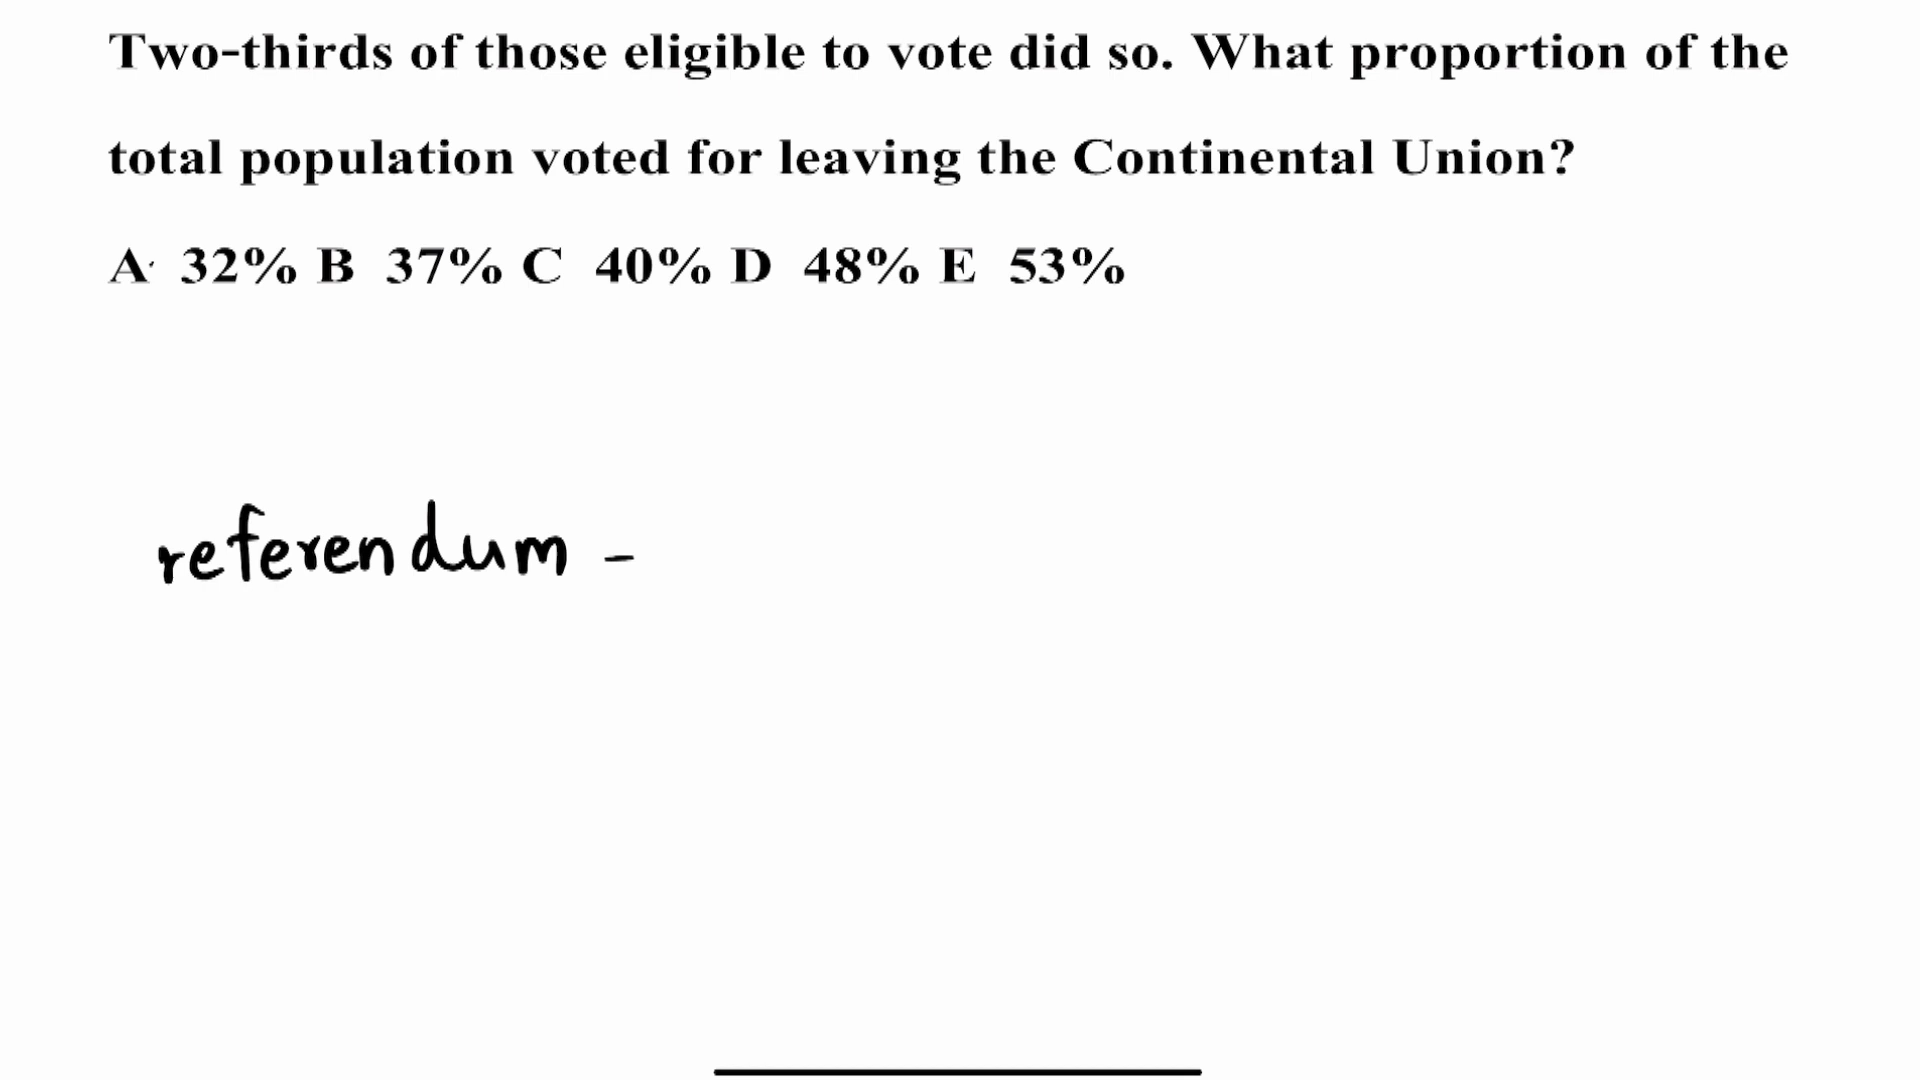 Two-thirds of those eligible to vote did so. What proportion of the
total population voted for leaving the Continental Union?
A 32% B 37% C 40% D 48% E 53%
referendum -